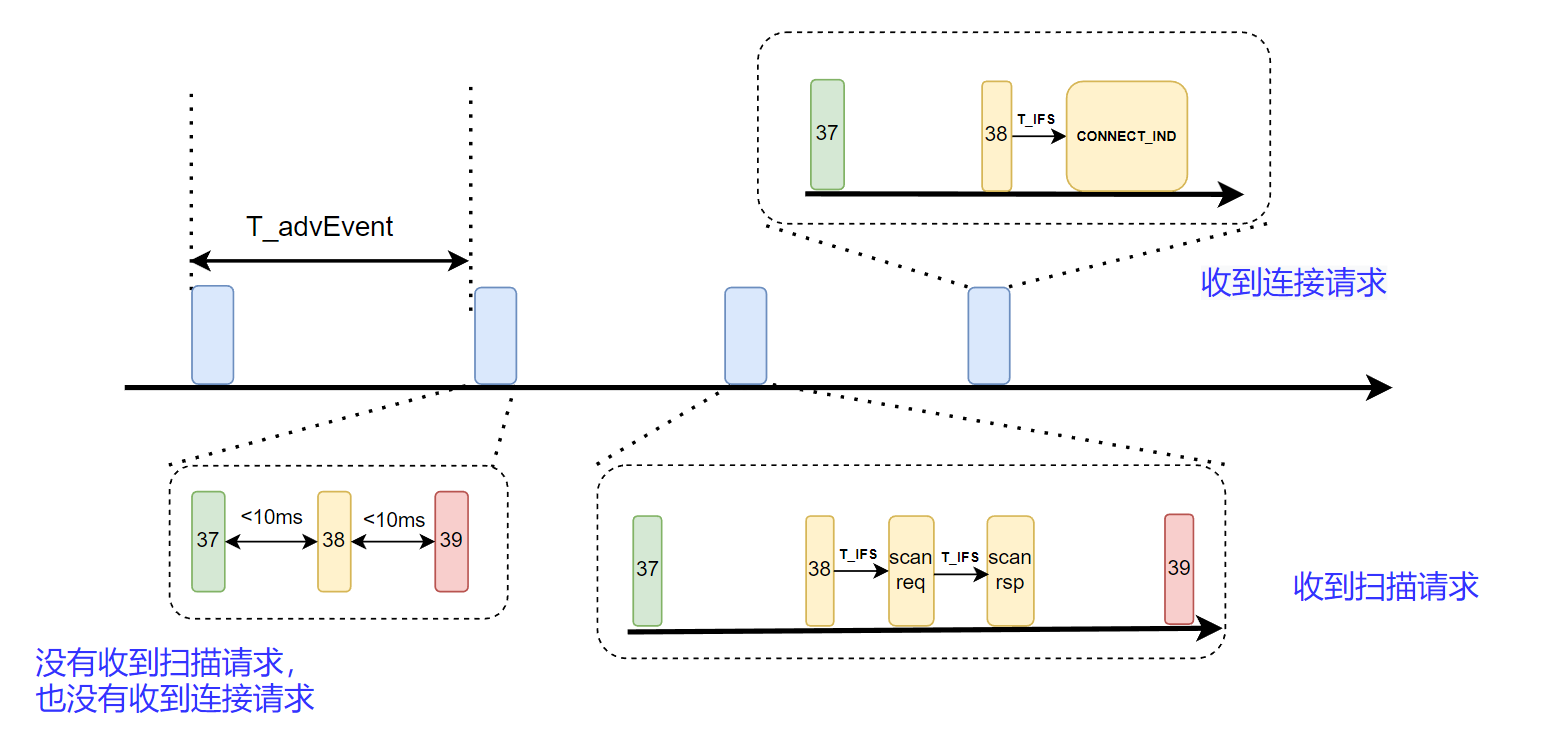 37
38
T_IFS
CONNECT_IND
T_advEvent
收到连接请求
37
<10ms
38
<10ms
39
37
38
T_IFS
scan
req
T_IFS
scan
rsp
39
收到扫描请求
没有收到扫描请求，
也没有收到连接请求